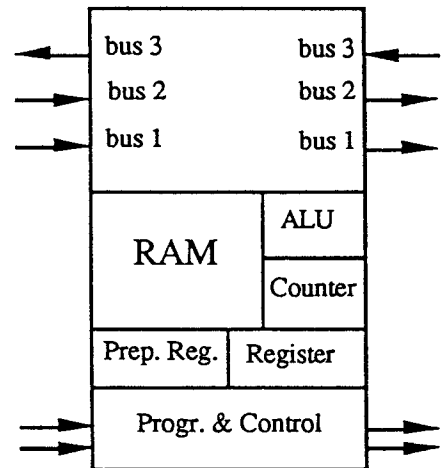 bus 3 bus 3
bus 2 bus 2
bus 1 bus 1
RAM
ALU
Counter
Prep. Reg.
Register
Progr. & Control